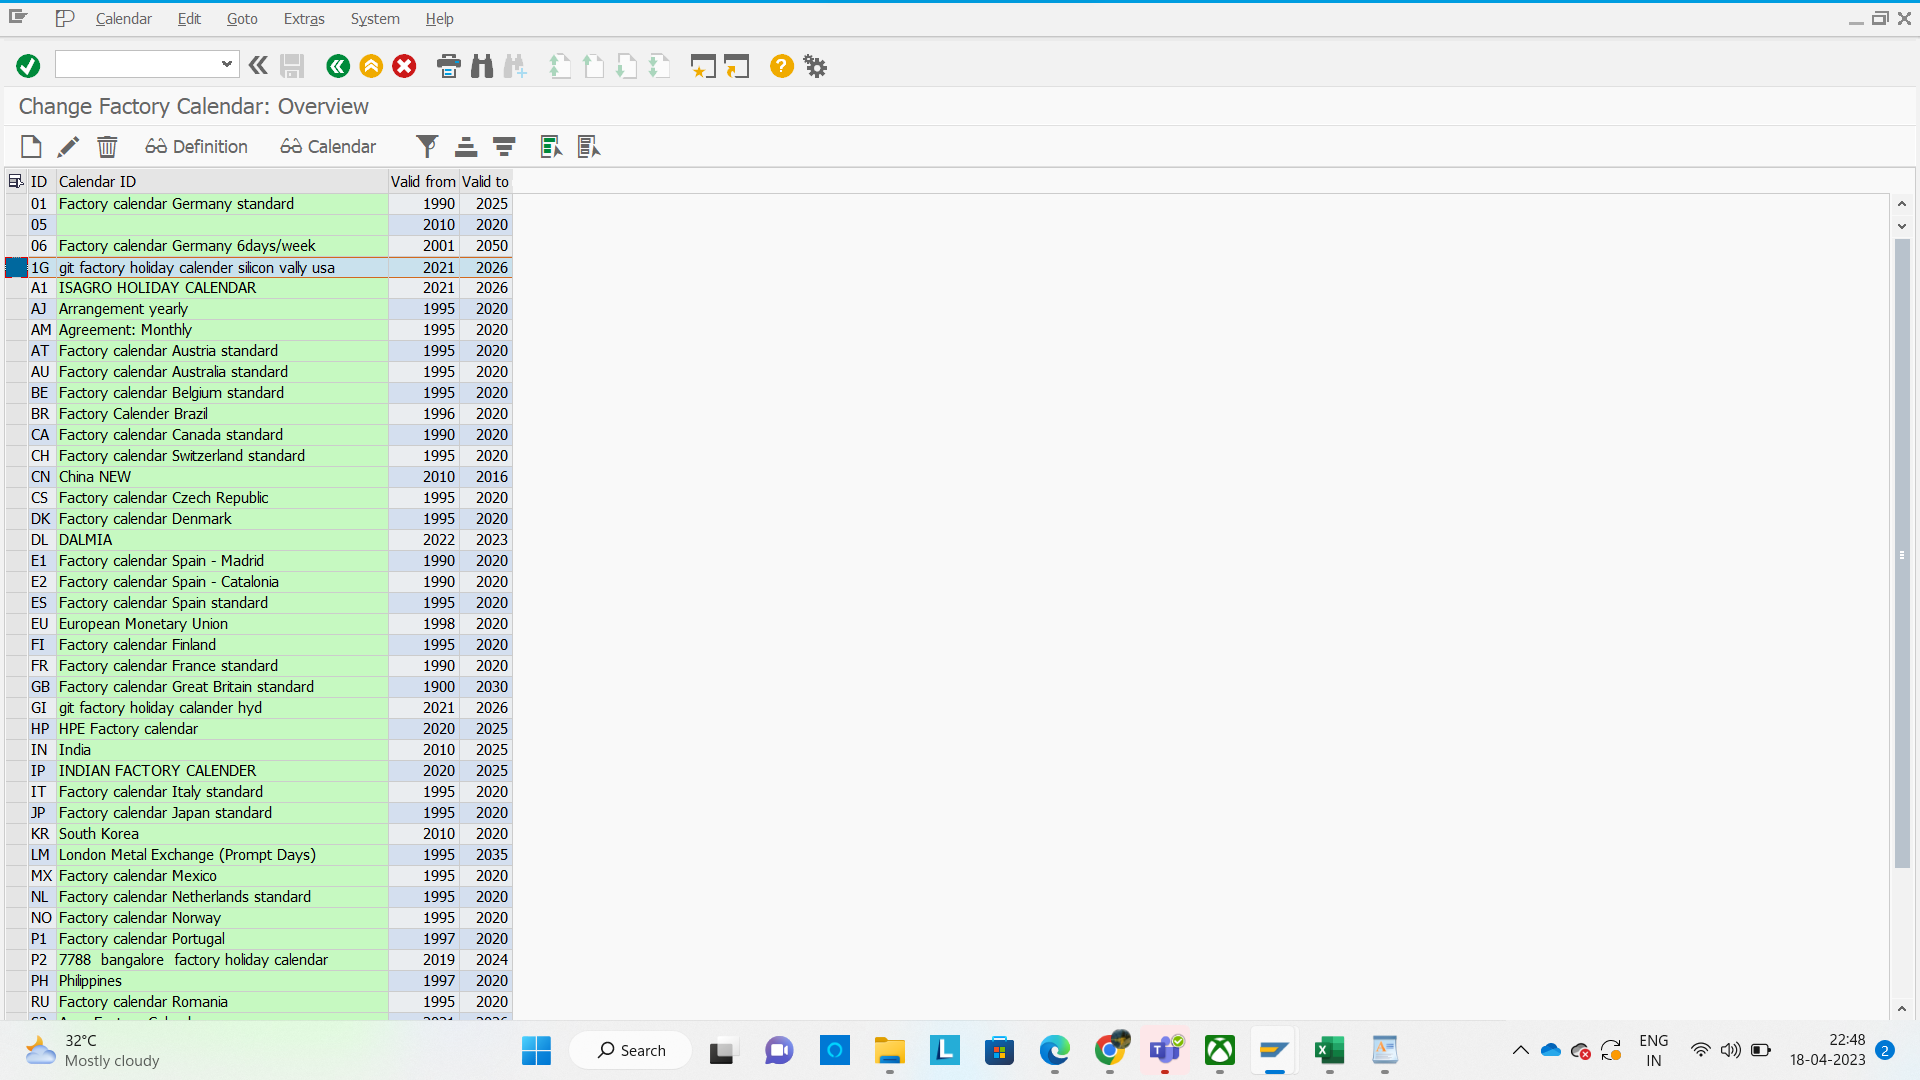 Calendar Edit Goto Extras System Help
Change Factory Calendar: Overview
Definition Calendar
ID Calendar ID Valid from Valid to
01 Factory calendar Germany standard 1990 2025
05 2010 2020
06 Factory calendar Germany 6days/week 2001 2050
1G git factory holiday calender silicon vally usa 2021 2026
A1 ISAGRO HOLIDAY CALENDAR 2021 2026
AJ Arrangement yearly 1995 2020
AM Agreement: Monthly 1995 2020
AT Factory calendar Austria standard 1995 2020
AU Factory calendar Australia standard 1995 2020
BE Factory calendar Belgium standard 1995 2020
BR Factory Calender Brazil 1996 2020
CA Factory calendar Canada standard 1990 2020
CH Factory calendar Switzerland standard 1995 2020
CN China NEW 2010 2016
CS Factory calendar Czech Republic 1995 2020
DK Factory calendar Denmark 1995 2020
DL DALMIA 2022 2023
E1 Factory calendar Spain - Madrid 1990 2020
E2 Factory calendar Spain - Catalonia 1990 2020
ES Factory calendar Spain standard 1995 2020
EU European Monetary Union 1998 2020
FI Factory calendar Finland 1995 2020
FR Factory calendar France standard 1990 2020
GB Factory calendar Great Britain standard 1900 2030
GI git factory holiday calander hyd 2021 2026
HP HPE Factory calendar 2020 2025
IN India 2010 2025
IP INDIAN FACTORY CALENDER 2020 2025
IT Factory calendar Italy standard 1995 2020
JP Factory calendar Japan standard 1995 2020
KR South Korea 2010 2020
LM London Metal Exchange (Prompt Days) 1995 2035
MX Factory calendar Mexico 1995 2020
NL Factory calendar Netherlands standard 1995 2020
NO Factory calendar Norway 1995 2020
P1 Factory calendar Portugal 1997 2020
P2 7788 bangalore factory holiday calendar 2019 2024
PH Philippines 1997 2020
RU Factory calendar Romania 1995 2020
32°C
Mostly cloudy
Search
ENG
IN
22:48
18-04-2023
2